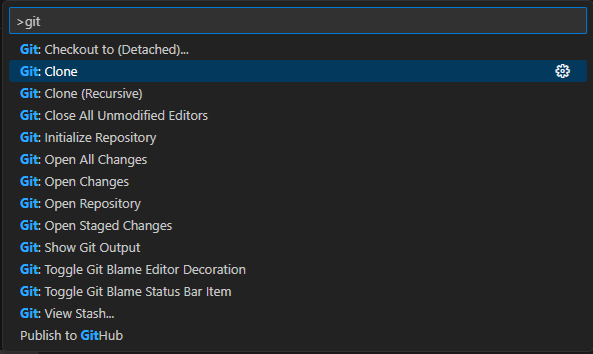 >git
Git: Checkout to (Detached)...
Git: Clone
Git: Clone (Recursive)
Git: Close All Unmodified Editors
Git: Initialize Repository
Git: Open All Changes
Git: Open Changes
Git: Open Repository
Git: Open Staged Changes
Git: Show Git Output
Git: Toggle Git Blame Editor Decoration
Git: Toggle Git Blame Status Bar Item
Git: View Stash...
Publish to GitHub